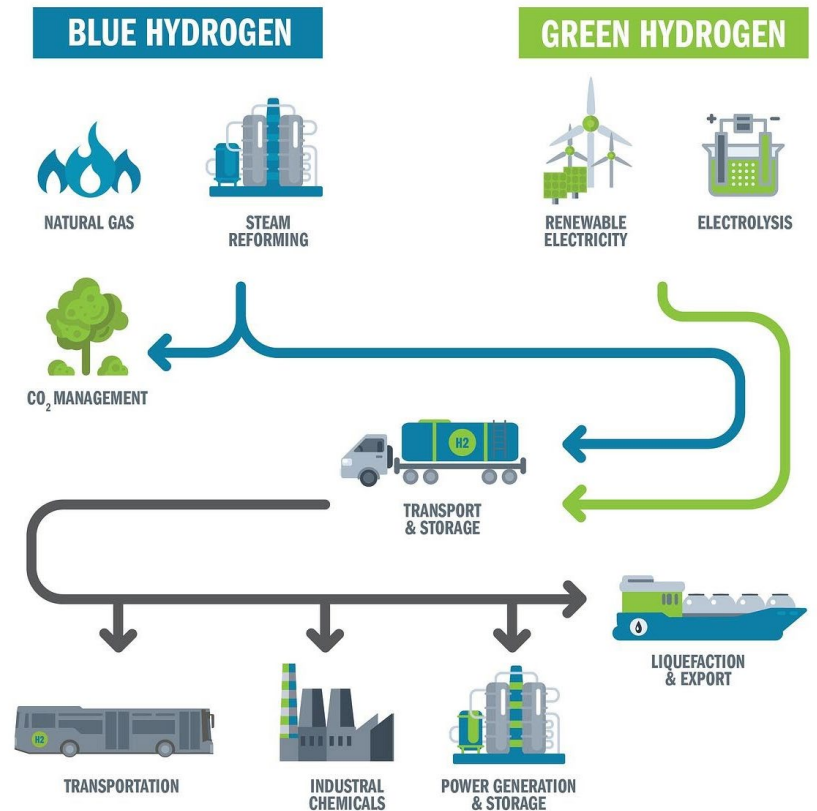 BLUE HYDROGEN
GREEN HYDROGEN
NATURAL GAS
STEAM
REFORMING
RENEWABLE
ELECTRICITY
+ −
ELECTROLYSIS
CO₂ MANAGEMENT
H2
TRANSPORT
& STORAGE
LIQUEFACTION
& EXPORT
H2
TRANSPORTATION
INDUSTRAL
CHEMICALS
POWER GENERATION
& STORAGE